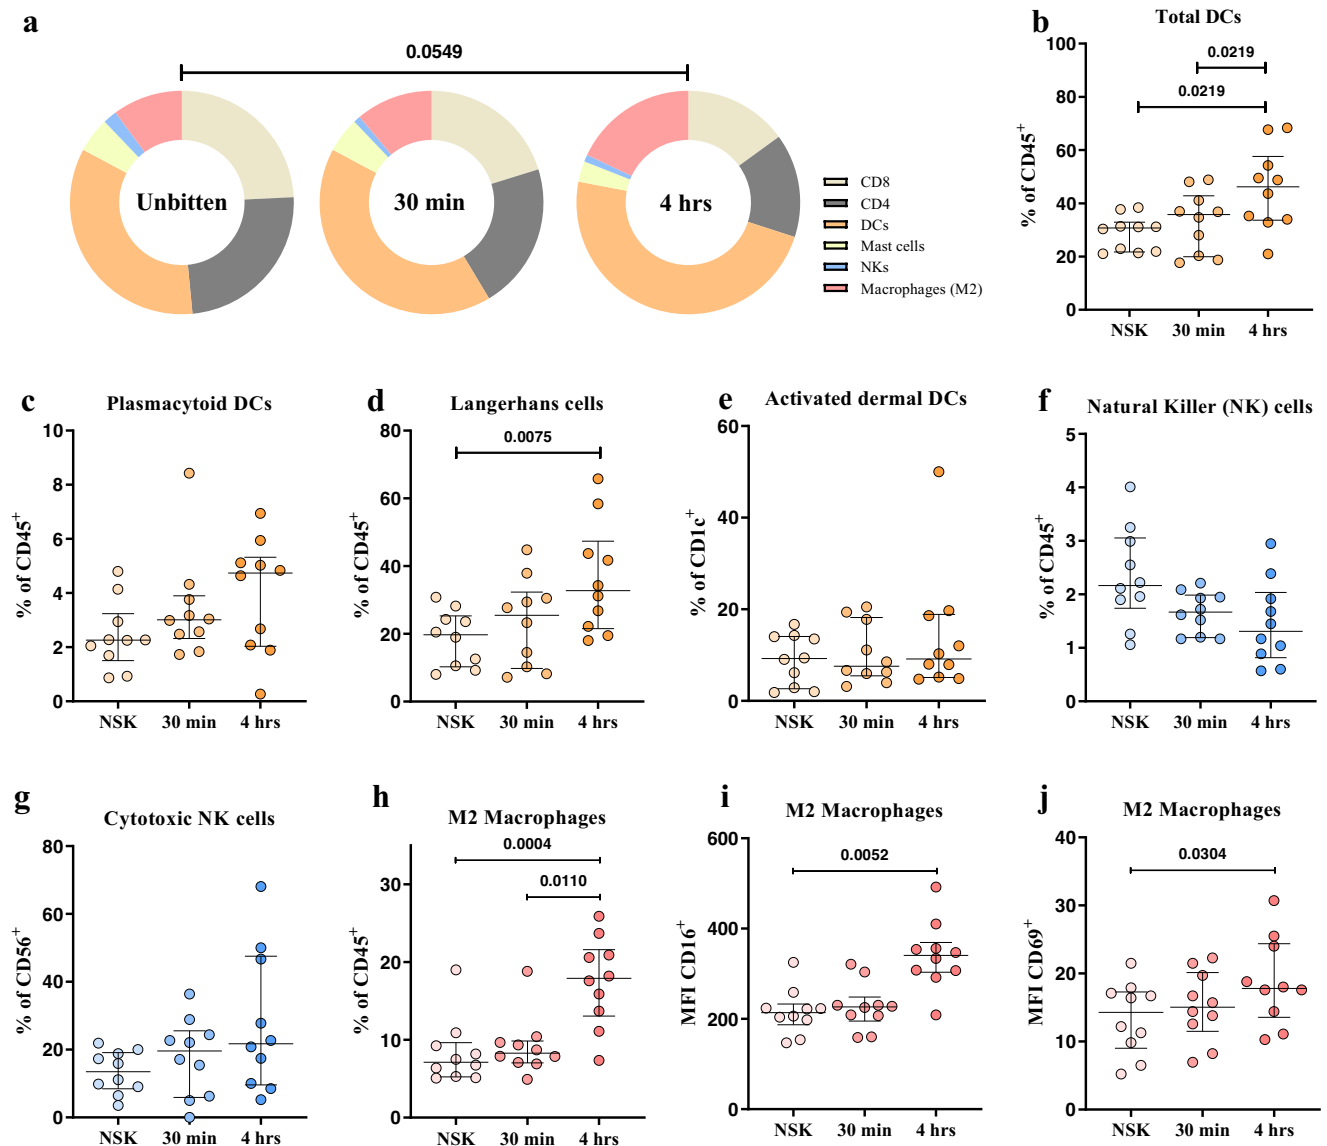 a
0.0549
Unbitten
30 min
4 hrs
CD8
CD4
DCs
Mast cells
NKs
Macrophages (M2)
b
Total DCs
0.0219
0.0219
% of CD45+
100
80
60
40
20
0
NSK
30 min
4 hrs
c
Plasmacytoid DCs
% of CD45+
10
8
6
4
2
0
NSK
30 min
4 hrs
d
Langerhans cells
0.0075
% of CD45+
80
60
40
20
0
NSK
30 min
4 hrs
e
Activated dermal DCs
% of CD1c+
60
40
20
0
NSK
30 min
4 hrs
f
Natural Killer (NK) cells
% of CD45+
5
4
3
2
1
0
NSK
30 min
4 hrs
g
Cytotoxic NK cells
% of CD56+
80
60
40
20
0
NSK
30 min
4 hrs
h
M2 Macrophages
0.0004
0.0110
% of CD45+
30
20
10
0
NSK
30 min
4 hrs
i
M2 Macrophages
0.0052
MFI CD16+
600
400
200
0
NSK
30 min
4 hrs
j
M2 Macrophages
0.0304
MFI CD69+
40
30
20
10
0
NSK
30 min
4 hrs